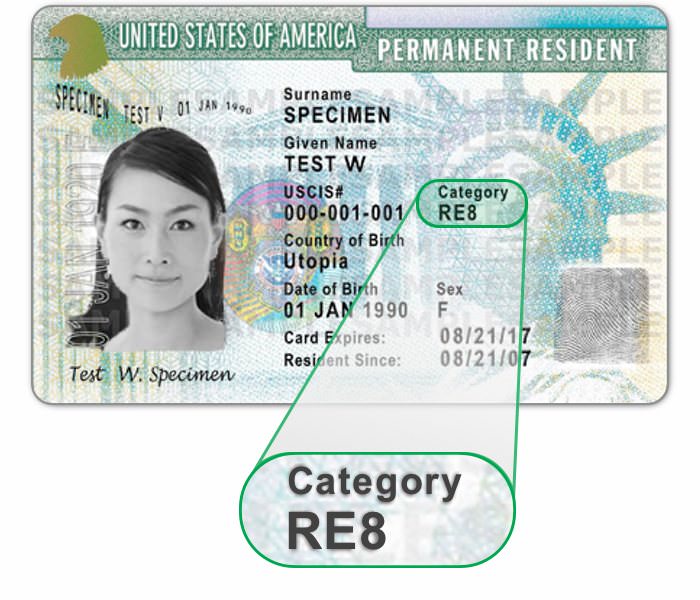 UNITED STATES OF AMERICA
PERMANENT RESIDENT
SPECIMEN TEST V 01 JAN 1990
Surname
SPECIMEN
Given Name
TEST W
USCIS#
000-001-001
Category
RE8
Country of Birth
Utopia
Date of Birth
01 JAN 1990
Sex
F
Card Expires: 08/21/17
Resident Since: 08/21/07
Test W. Specimen
Category
RE8